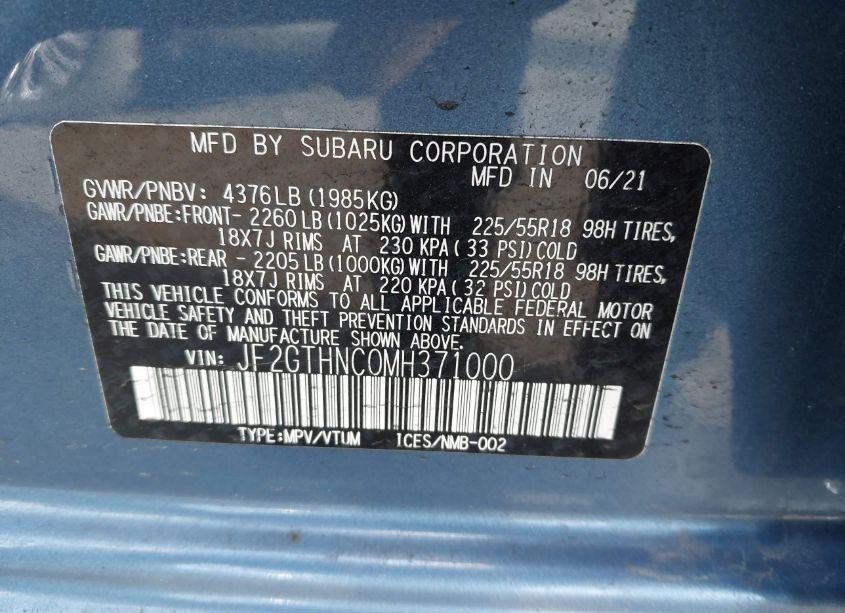 MFD BY SUBARU CORPORATION
MFD IN 06/21
GVWR/PNBV: 4376LB (1985KG)
GAWR/PNBE:FRONT- 2260 LB (1025KG) WITH 225/55R18 98H TIRES,
18X7J RIMS AT 230 KPA ( 33 PSI) COLD
GAWR/PNBE:REAR - 2205 LB (1000KG) WITH 225/55R18 98H TIRES,
18X7J RIMS AT 220 KPA ( 32 PSI) COLD
THIS VEHICLE CONFORMS TO ALL APPLICABLE FEDERAL MOTOR
VEHICLE SAFETY AND THEFT PREVENTION STANDARDS IN EFFECT ON
THE DATE OF MANUFACTURE SHOWN ABOVE.
VIN: JF2GTHNC0MH371000
TYPE:MPV/VTUM ICES/NMB-002